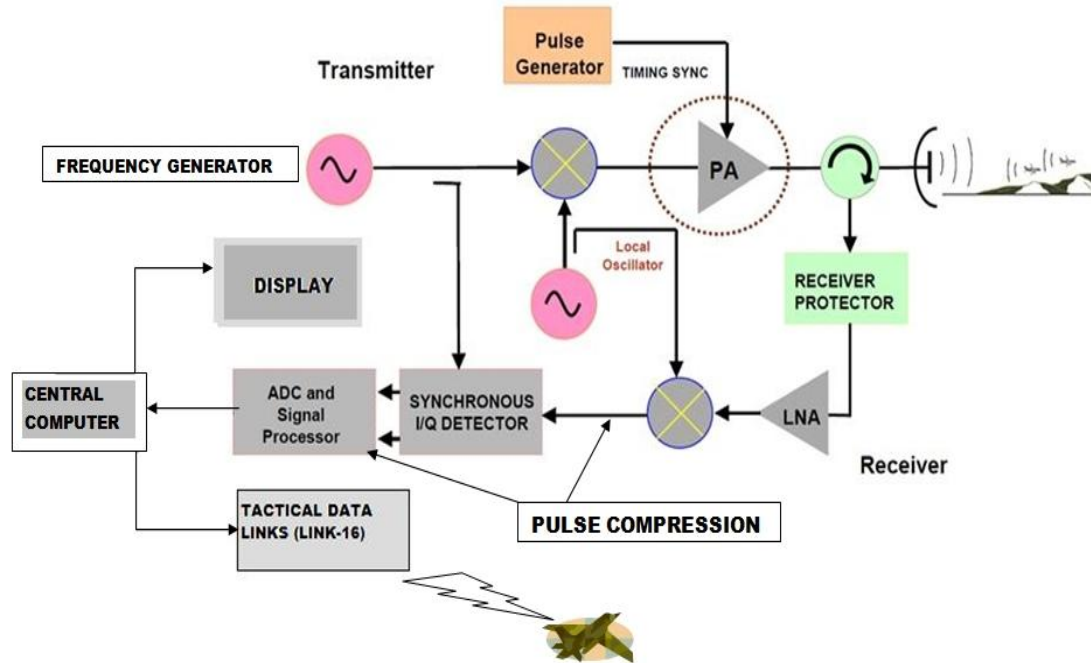 Pulse
Generator
Transmitter
TIMING SYNC
FREQUENCY GENERATOR
PA
Local
Oscillator
RECEIVER
PROTECTOR
DISPLAY
CENTRAL
COMPUTER
ADC and
Signal
Processor
SYNCHRONOUS
I/Q DETECTOR
LNA
Receiver
TACTICAL DATA
LINKS (LINK-16)
PULSE COMPRESSION